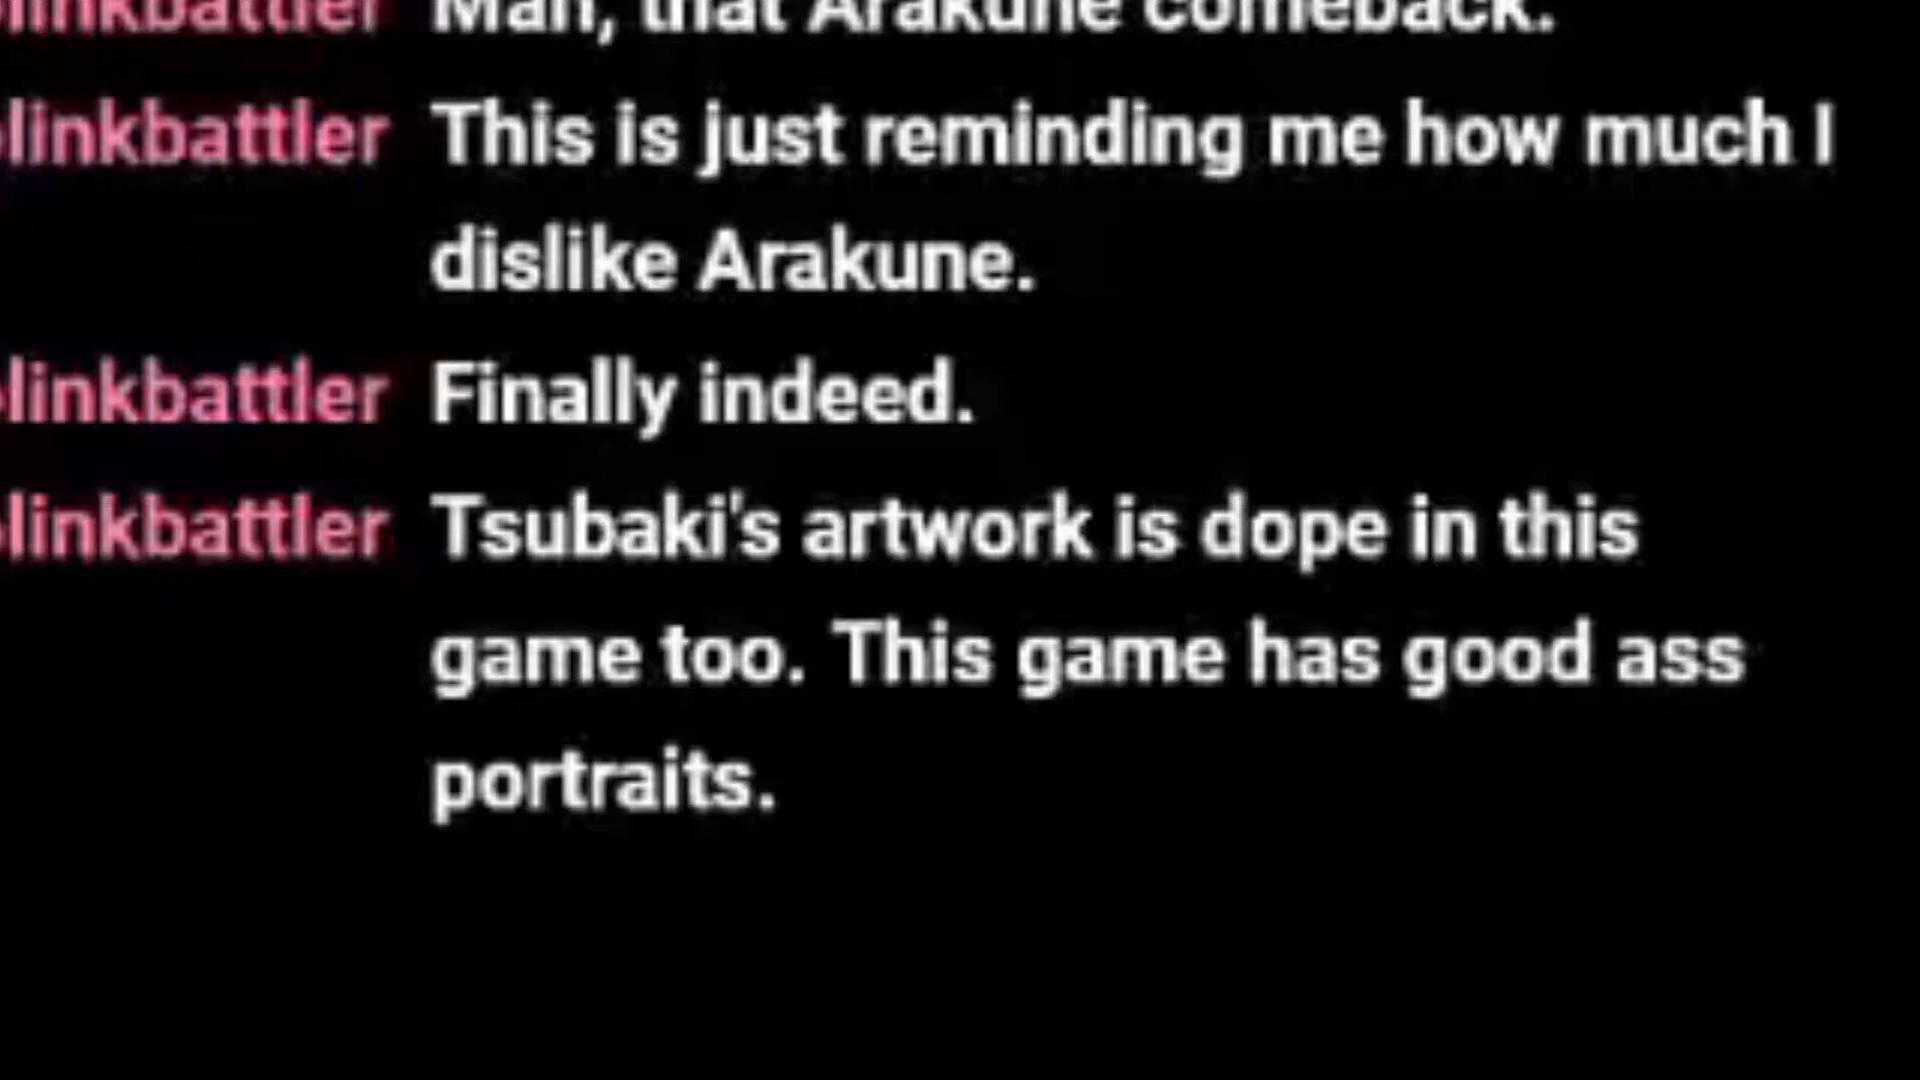 linkbattler Man, that Arakune comeback.
linkbattler This is just reminding me how much I
dislike Arakune.
linkbattler Finally indeed.
linkbattler Tsubaki's artwork is dope in this
game too. This game has good ass
portraits.